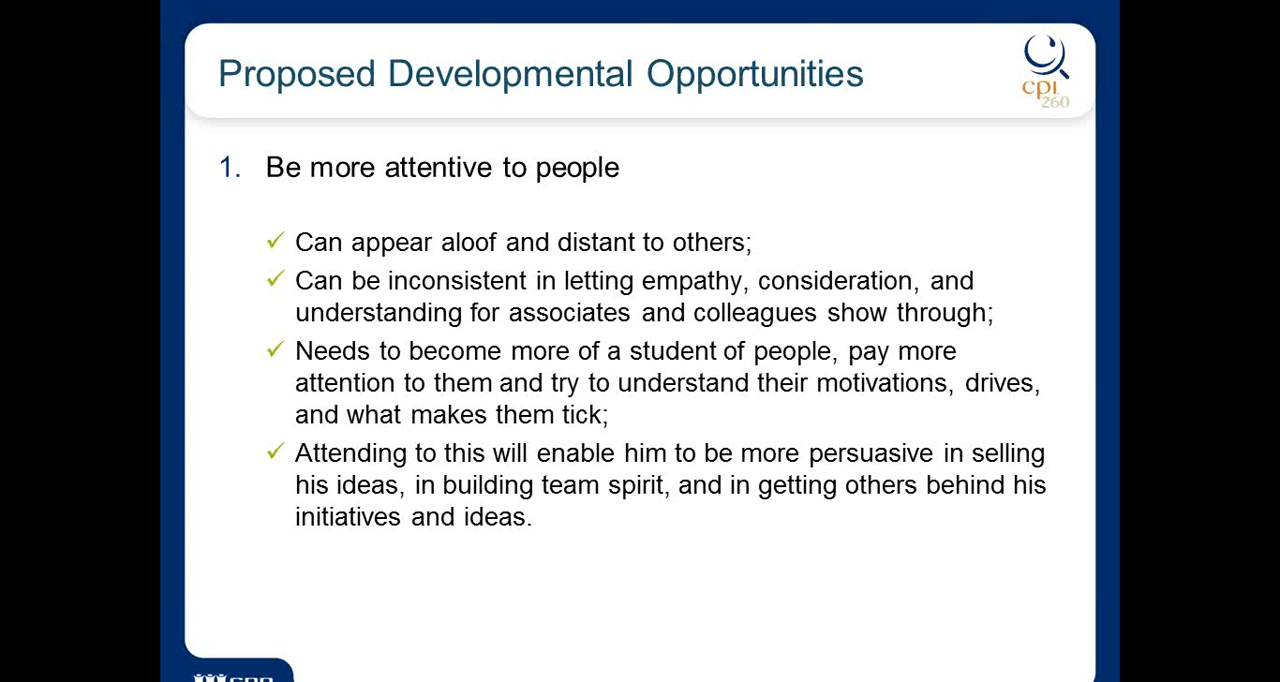 Proposed Developmental Opportunities
cpi
260
1. Be more attentive to people
✓ Can appear aloof and distant to others;
✓ Can be inconsistent in letting empathy, consideration, and
understanding for associates and colleagues show through;
✓ Needs to become more of a student of people, pay more
attention to them and try to understand their motivations, drives,
and what makes them tick;
✓ Attending to this will enable him to be more persuasive in selling
his ideas, in building team spirit, and in getting others behind his
initiatives and ideas.